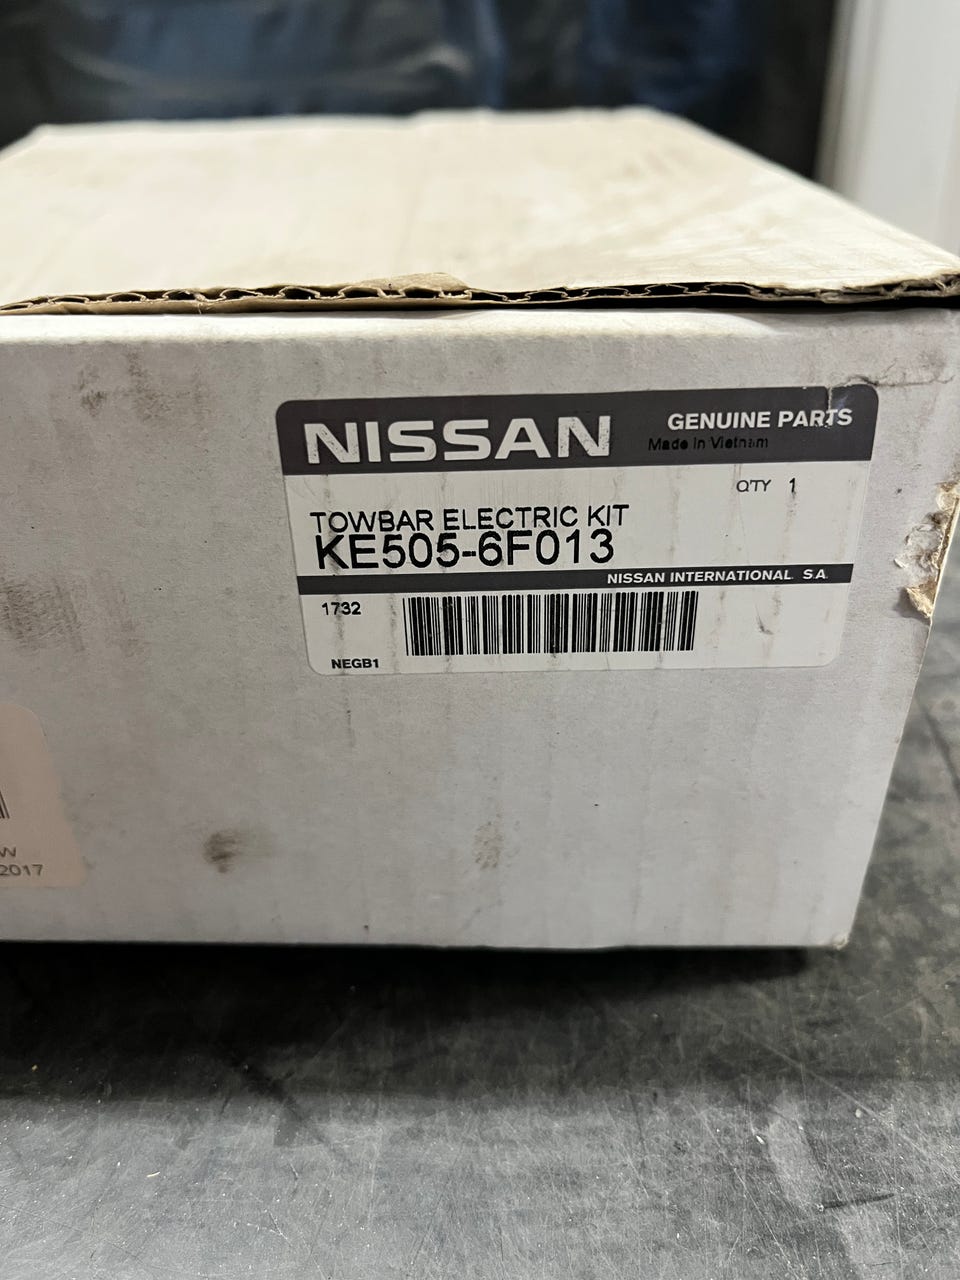 NISSAN
GENUINE PARTS
Made in Vietnam
QTY 1
TOWBAR ELECTRIC KIT
KE505-6F013
NISSAN INTERNATIONAL S.A.
1732
NEGB1
W
2017